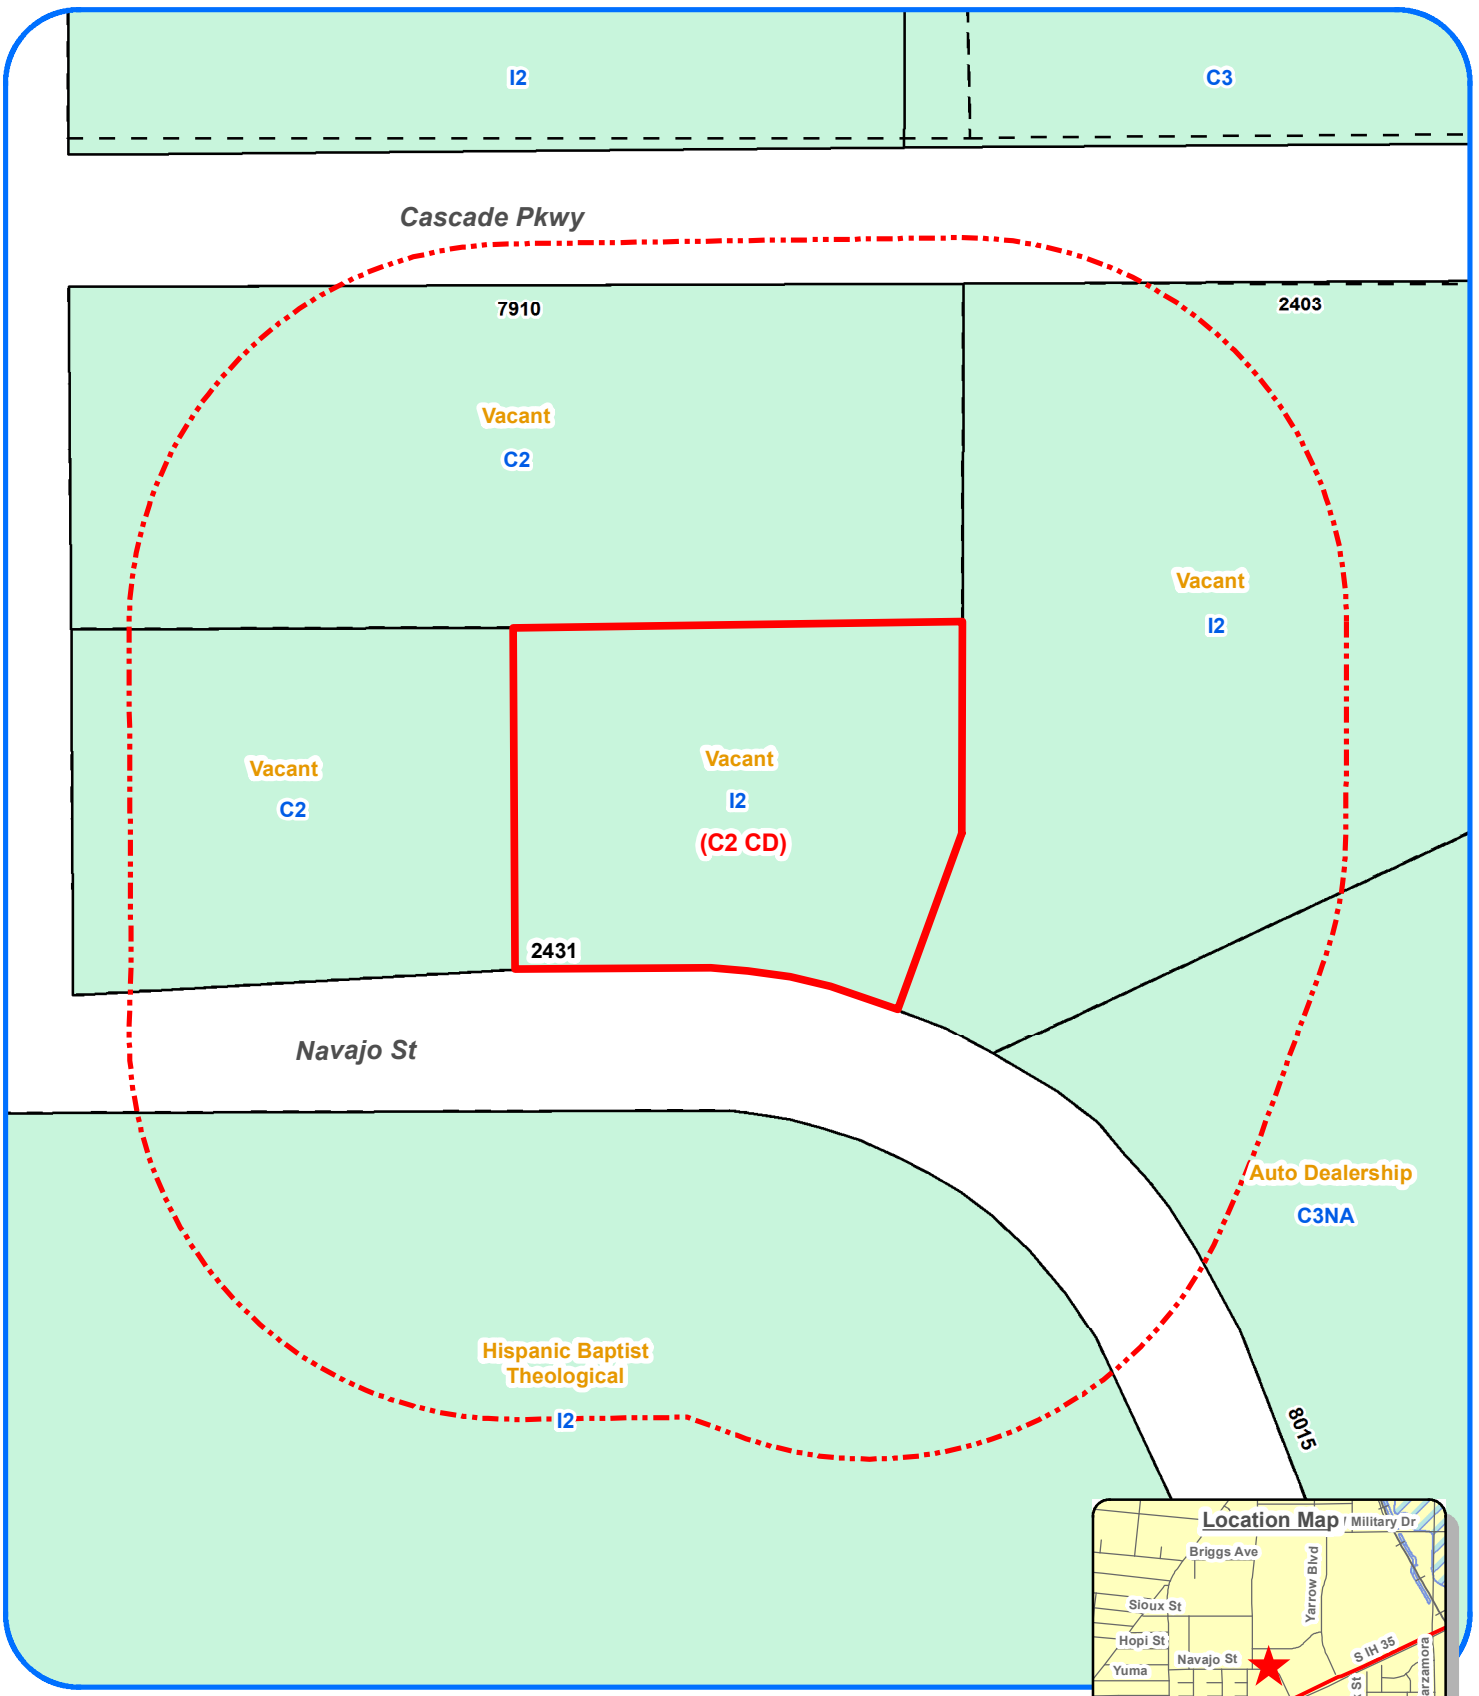 I2
C3
Cascade Pkwy
7910
2403
Vacant
C2
Vacant
I2
Vacant
C2
Vacant
I2
(C2 CD)
2431
Navajo St
Auto Dealership
C3NA
Hispanic Baptist
Theological
I2
8015
Location Map
Military Dr
Briggs Ave
Yarrow Blvd
Sioux St
Hopi St
Navajo St
Yuma
S IH 35
St
arzamora